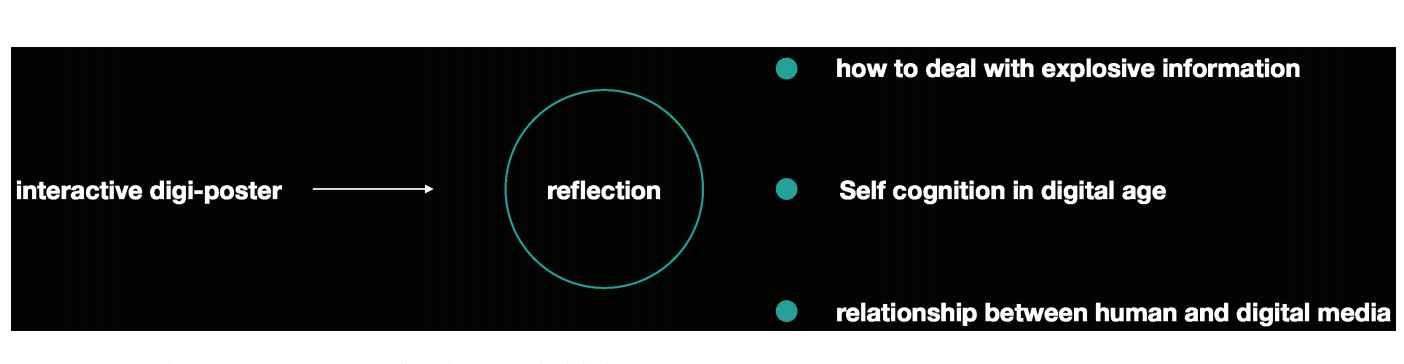 how to deal with explosive information
interactive digi-poster
reflection
Self cognition in digital age
relationship between human and digital media